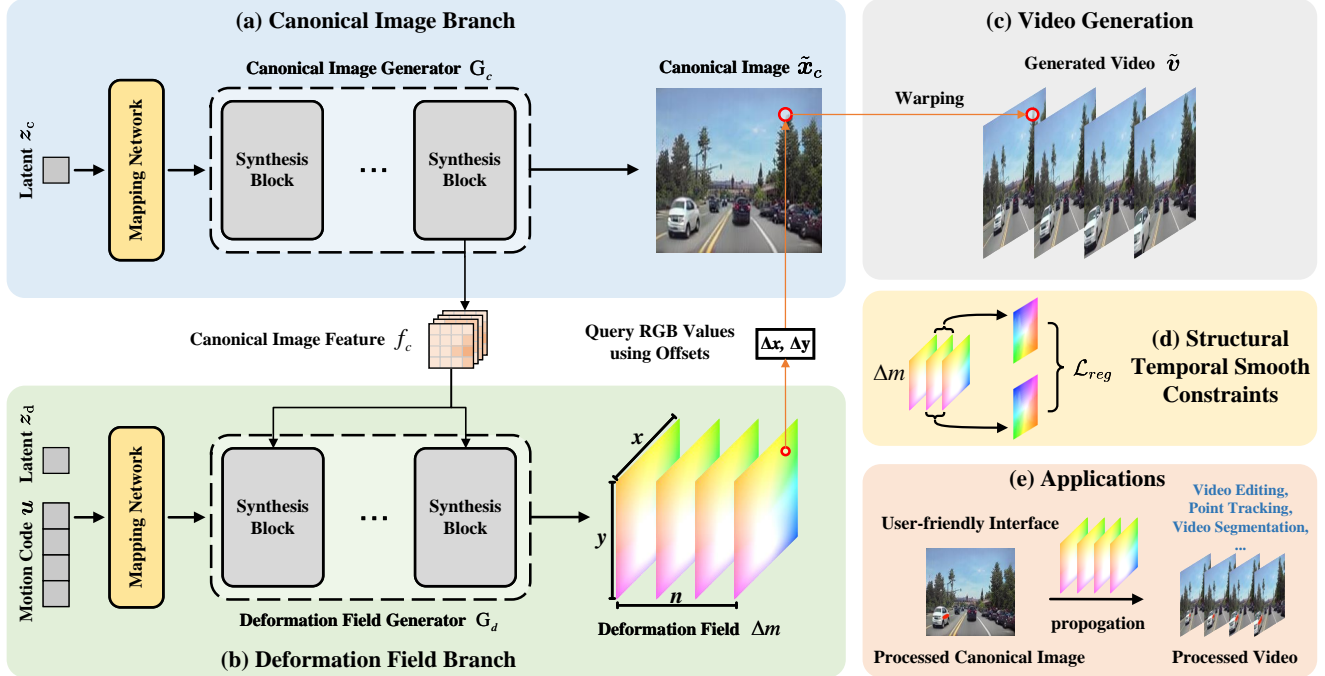 (a) Canonical Image Branch
Latent z_c
Mapping Network
Canonical Image Generator G_c
Synthesis
Block
...
Synthesis
Block
Canonical Image x̃_c
Canonical Image Feature f_c
Query RGB Values
using Offsets
Δx, Δy
Latent z_d
Motion Code u
Mapping Network
Synthesis
Block
...
Synthesis
Block
Deformation Field Generator G_d
x
y
n
Deformation Field Δm
(b) Deformation Field Branch
(c) Video Generation
Generated Video ṽ
Warping
Δm
ℒ_reg
(d) Structural
Temporal Smooth
Constraints
(e) Applications
User-friendly Interface
Video Editing,
Point Tracking,
Video Segmentation,
...
propogation
Processed Canonical Image
Processed Video